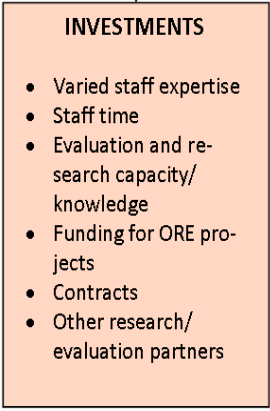 INVESTMENTS
• Varied staff expertise
• Staff time
• Evaluation and re-
search capacity/
knowledge
• Funding for ORE pro-
jects
• Contracts
• Other research/
evaluation partners